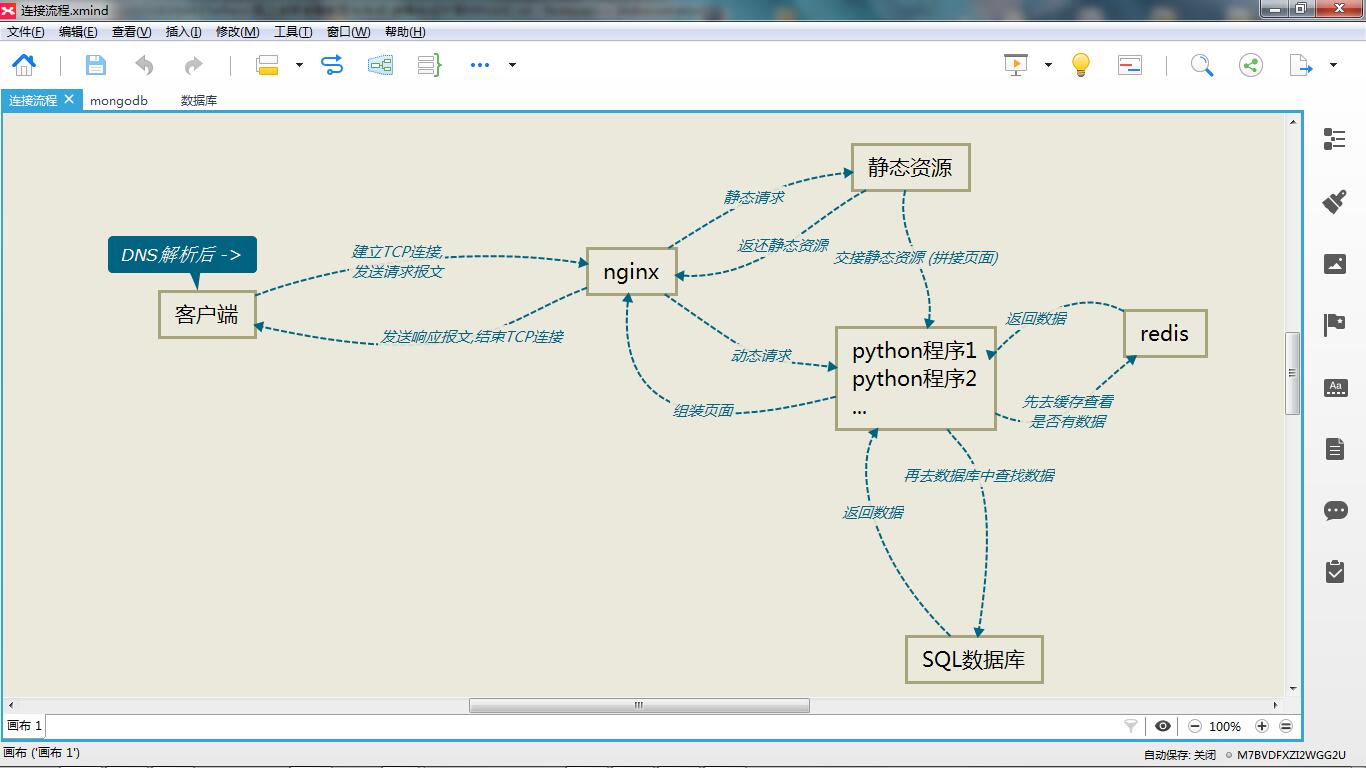 连接流程.xmind
文件(F) 编辑(E) 查看(V) 插入(I) 修改(M) 工具(T) 窗口(W) 帮助(H)
连接流程 mongodb 数据库
静态资源
静态请求
返还静态资源
交接静态资源 (拼接页面)
DNS解析后 ->
建立TCP连接,
发送请求报文
nginx
客户端
发送响应报文,结束TCP连接
返回数据
redis
动态请求
python程序1
python程序2
...
组装页面
先去缓存查看
是否有数据
再去数据库中查找数据
返回数据
SQL数据库
画布 1
100%
画布 ('画布 1')
自动保存: 关闭
M7BVDFXZI2WGG2U
Aa